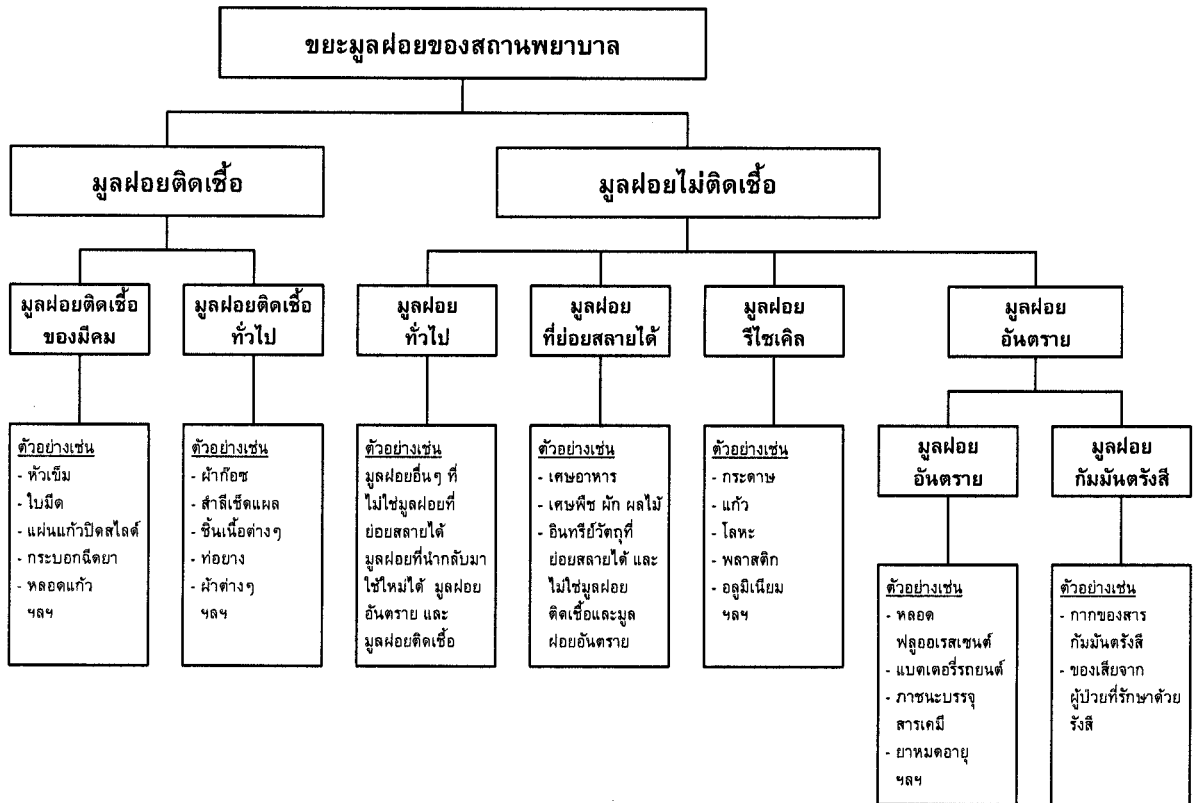 ขยะมูลฝอยของสถานพยาบาล
มูลฝอยติดเชื้อ
มูลฝอยไม่ติดเชื้อ
มูลฝอยติดเชื้อ
ของมีคม
มูลฝอยติดเชื้อ
ทั่วไป
มูลฝอย
ทั่วไป
มูลฝอย
ที่ย่อยสลายได้
มูลฝอย
รีไซเคิล
มูลฝอย
อันตราย
ตัวอย่างเช่น
- หัวเข็ม
- ใบมีด
- แผ่นแก้วปิดสไลด์
- กระบอกฉีดยา
- หลอดแก้ว
ฯลฯ
ตัวอย่างเช่น
- ผ้าก๊อซ
- สำลีเช็ดแผล
- ชิ้นเนื้อต่างๆ
- ท่อยาง
- ผ้าต่างๆ
ฯลฯ
ตัวอย่างเช่น
มูลฝอยอื่นๆ ที่
ไม่ใช่มูลฝอยที่
ย่อยสลายได้
มูลฝอยที่นำกลับมา
ใช้ใหม่ได้ มูลฝอย
อันตราย และ
มูลฝอยติดเชื้อ
ตัวอย่างเช่น
- เศษอาหาร
- เศษพืช ผัก ผลไม้
- อินทรีย์วัตถุที่
ย่อยสลายได้ และ
ไม่ใช่มูลฝอย
ติดเชื้อและมูล
ฝอยอันตราย
ตัวอย่างเช่น
- กระดาษ
- แก้ว
- โลหะ
- พลาสติก
- อลูมิเนียม
ฯลฯ
มูลฝอย
อันตราย
มูลฝอย
กัมมันตรังสี
ตัวอย่างเช่น
- หลอด
ฟลูออเรสเซนต์
- แบตเตอรี่รถยนต์
- ภาชนะบรรจุ
สารเคมี
- ยาหมดอายุ
ฯลฯ
ตัวอย่างเช่น
- กากของสาร
กัมมันตรังสี
- ของเสียจาก
ผู้ป่วยที่รักษาด้วย
รังสี